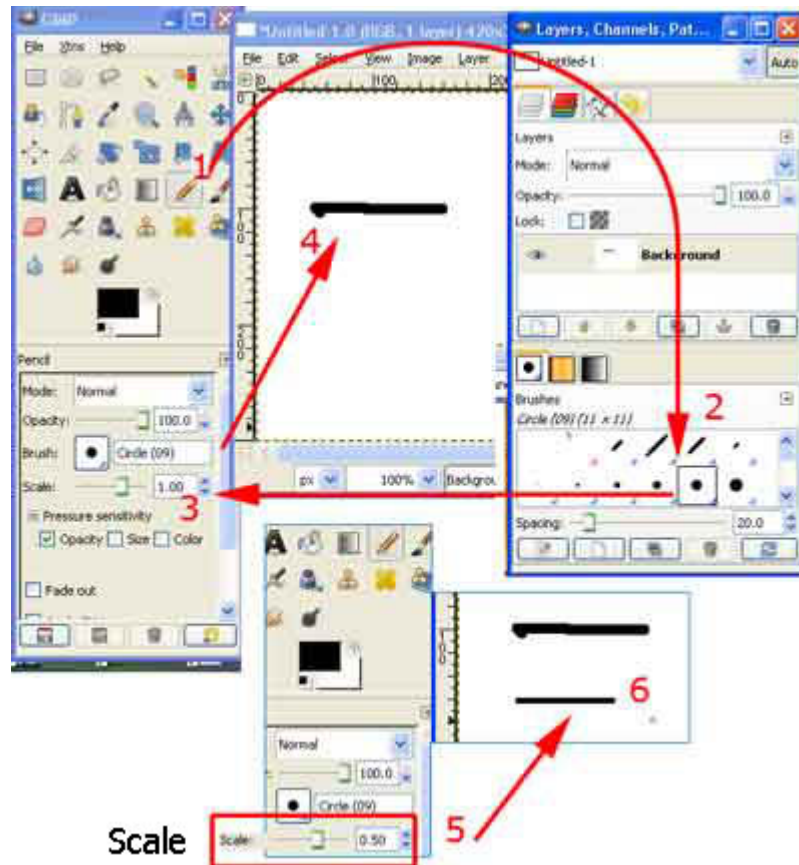 GIMP
File Xtns Help
1
Pencil
Mode: Normal
Opacity: 100.0
Brush: Circle (09)
Scale: 1.00
3
Pressure sensitivity
Opacity Size Color
Fade out
*Untitled-1.0 (RGB, 1 layer) 420x
File Edit Select View Image Layer
0 100 200
4
px 100% Backgrou
Layers, Channels, Pat...
Untitled-1 Auto
Layers
Mode: Normal
Opacity: 100.0
Lock:
Background
Brushes
2
Circle (09) (11 × 11)
Spacing: 20.0
A
Normal
100.0
Circle (09)
Scale Scale: 0.50
5
6